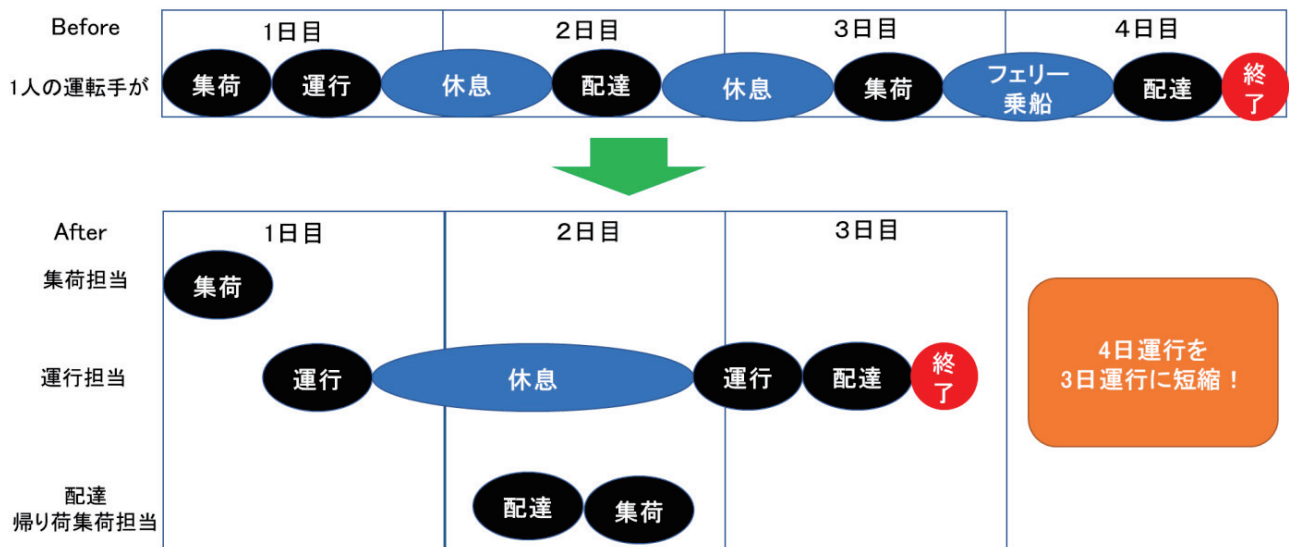 Before
1日目
2日目
3日目
4日目
1人の運転手が
集荷
運行
休息
配達
休息
集荷
フェリー
乗船
配達
終
了
After
1日目
2日目
3日目
集荷担当
集荷
運行担当
運行
休息
運行
配達
終
了
4日運行を
3日運行に短縮！
配達
帰り荷集荷担当
配達
集荷